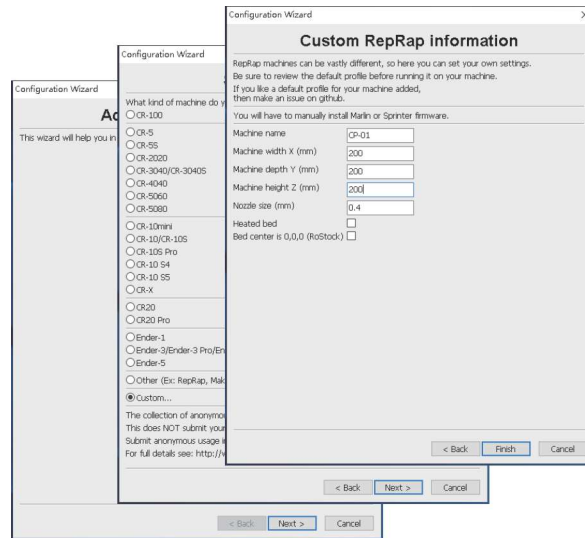 Configuration Wizard
Custom RepRap information
RepRap machines can be vastly different, so here you can set your own settings.
Be sure to review the default profile before running it on your machine.
If you like a default profile for your machine added,
then make an issue on github.
You will have to manually install Marlin or Sprinter firmware.
Machine name CP-01
Machine width X (mm) 200
Machine depth Y (mm) 200
Machine height Z (mm) 200
Nozzle size (mm) 0.4
Heated bed
Bed center is 0,0,0 (RoStock)
< Back Finish Cancel
Configuration Wizard
What kind of machine do
CR-100
CR-5
CR-5S
CR-2020
CR-3040/CR-3040S
CR-4040
CR-5060
CR-5080
CR-10mini
CR-10/CR-10S
CR-10S Pro
CR-10 S4
CR-10 S5
CR-X
CR20
CR20 Pro
Ender-1
Ender-3/Ender-3 Pro/En
Ender-5
Other (Ex: RepRap, Mak
Custom...
The collection of anonymou
This does NOT submit your
Submit anonymous usage
For full details see: http://
< Back Next > Cancel
Configuration Wizard
This wizard will help you in
< Back Next > Cancel